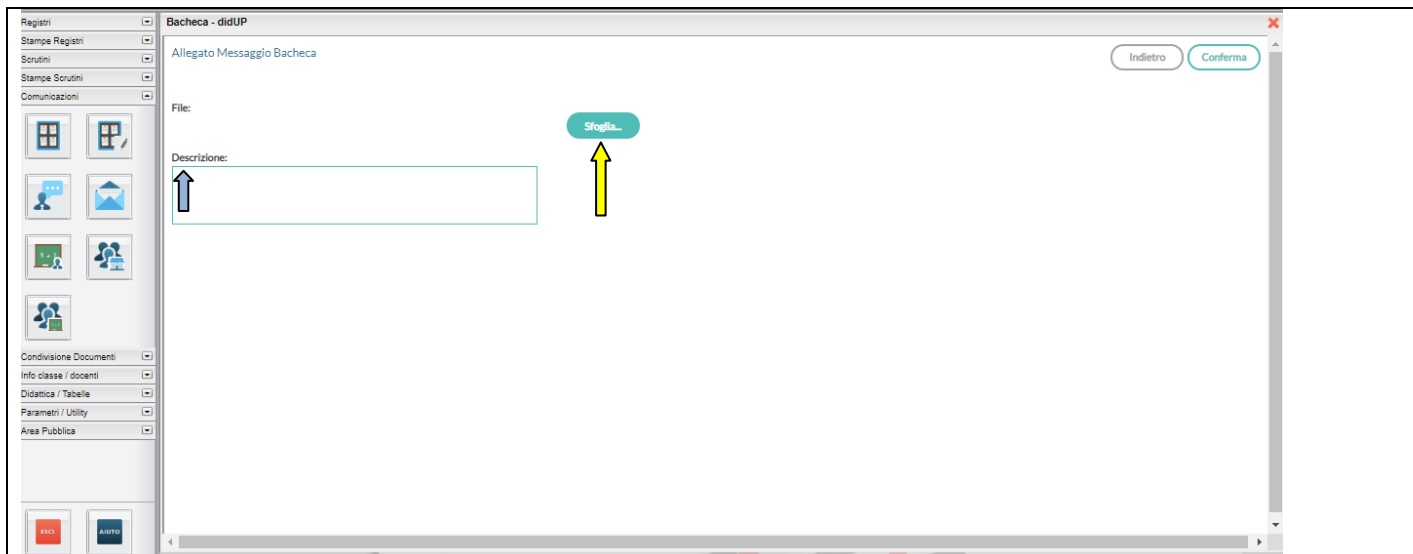 Registri
Stampe Registri
Scrutini
Stampe Scrutini
Comunicazioni
Condivisione Documenti
Info classe / docenti
Didattica / Tabelle
Parametri / Utility
Area Pubblica
ESCI
AIUTO
Bacheca - didUP
Allegato Messaggio Bacheca
Indietro
Conferma
File:
Sfoglia...
Descrizione: